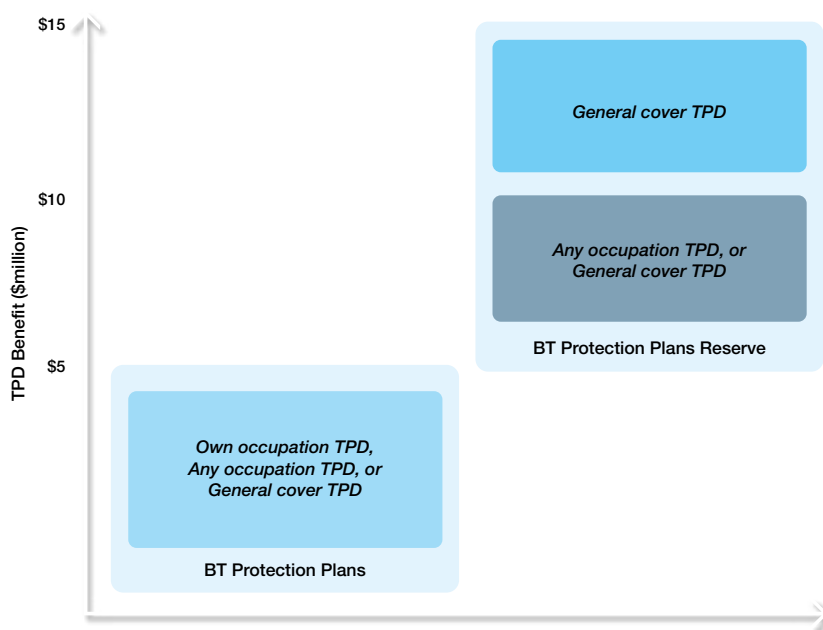 $15
General cover TPD
$10
Any occupation TPD, or
General cover TPD
BT Protection Plans Reserve
TPD Benefit ($million)
$5
Own occupation TPD,
Any occupation TPD, or
General cover TPD
BT Protection Plans